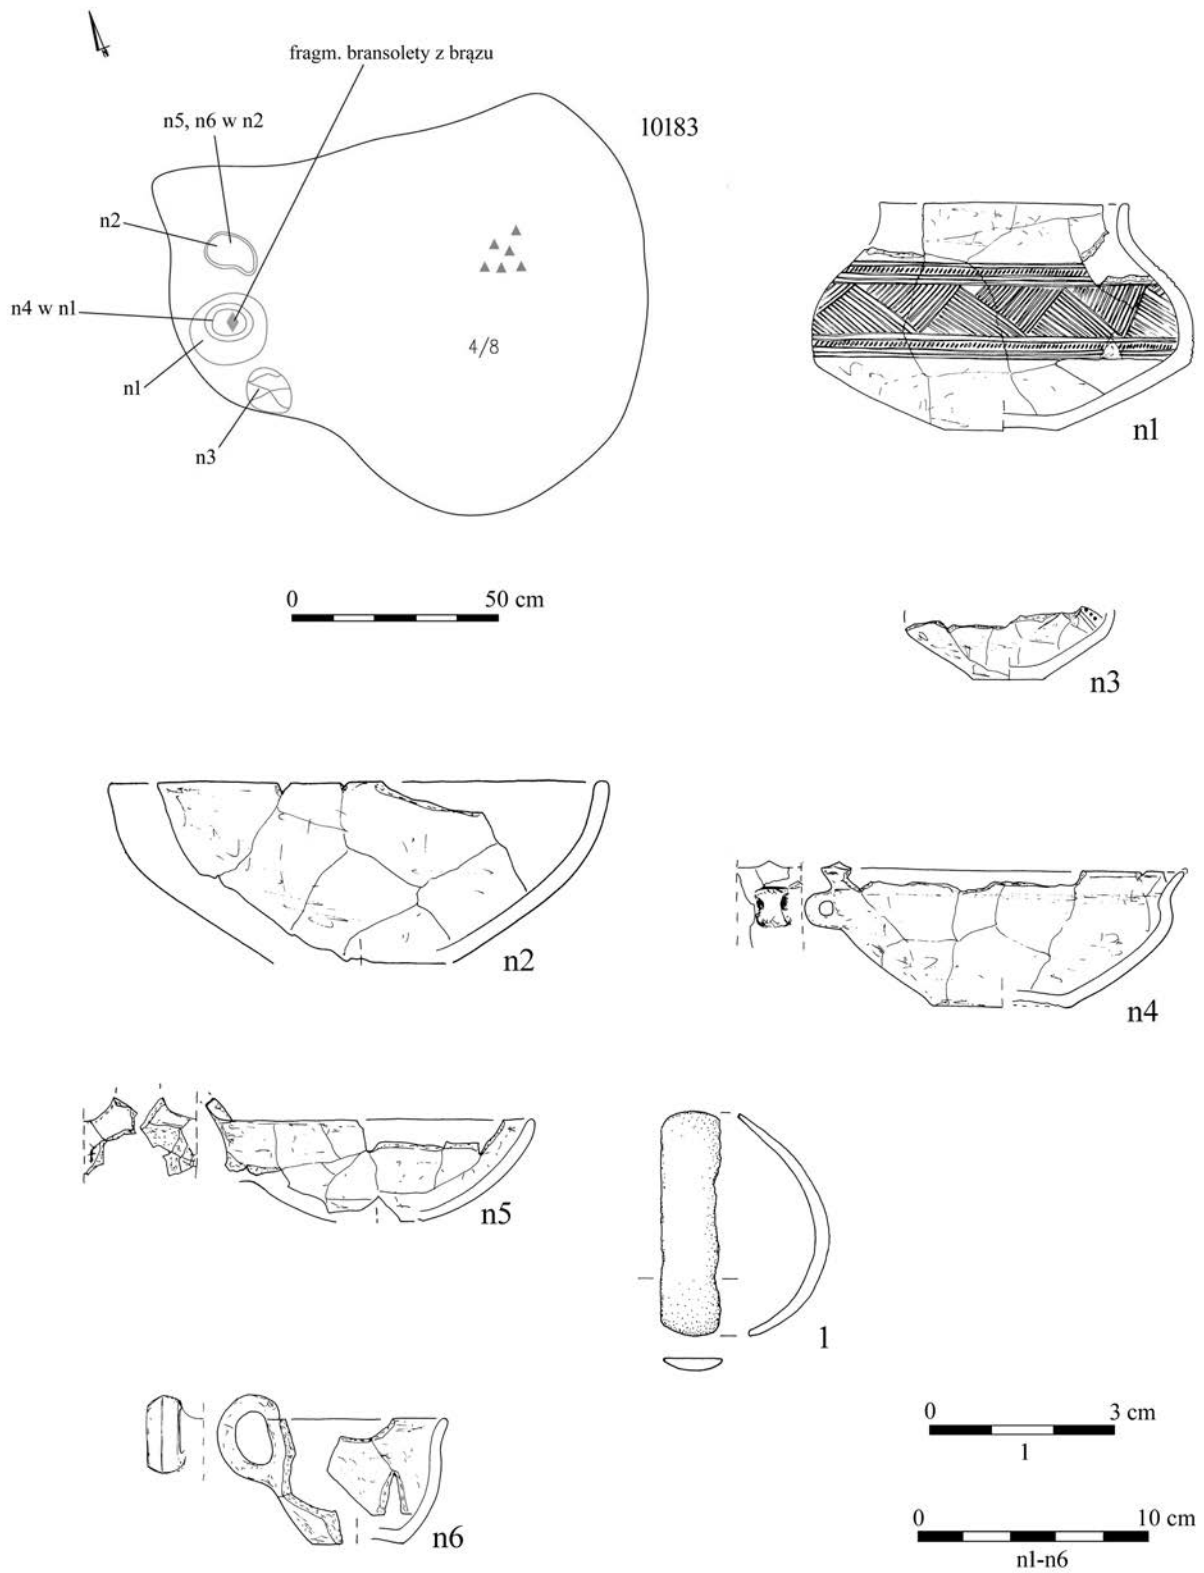 fragm. bransolety z brązu
n5, n6 w n2
10183
n2
n4 w n1
4/8
n1
n3
0 50 cm
n1
n3
n2
n4
n5
1
n6
0 3 cm
1
0 10 cm
n1-n6